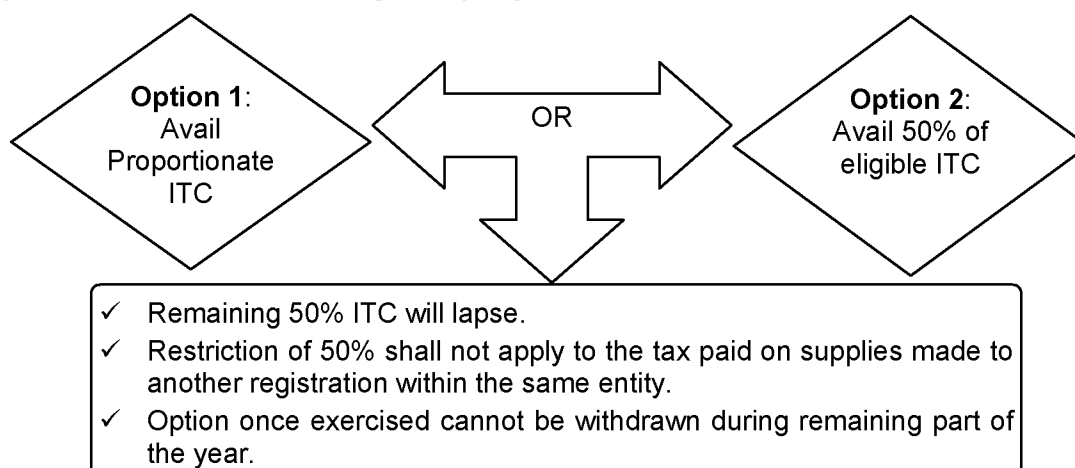 Option 1:
Avail
Proportionate
ITC
OR
Option 2:
Avail 50% of
eligible ITC
✓ Remaining 50% ITC will lapse.
✓ Restriction of 50% shall not apply to the tax paid on supplies made to
another registration within the same entity.
✓ Option once exercised cannot be withdrawn during remaining part of
the year.